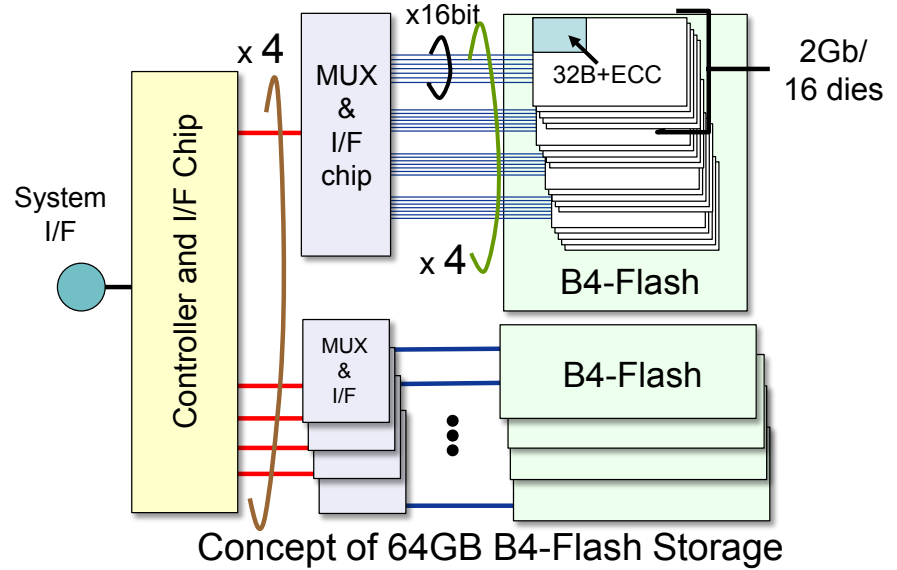 x 4
x16bit
MUX
&
I/F
chip
32B+ECC
2Gb/
16 dies
System
I/F
Controller and I/F Chip
x 4
B4-Flash
MUX
&
I/F
B4-Flash
Concept of 64GB B4-Flash Storage